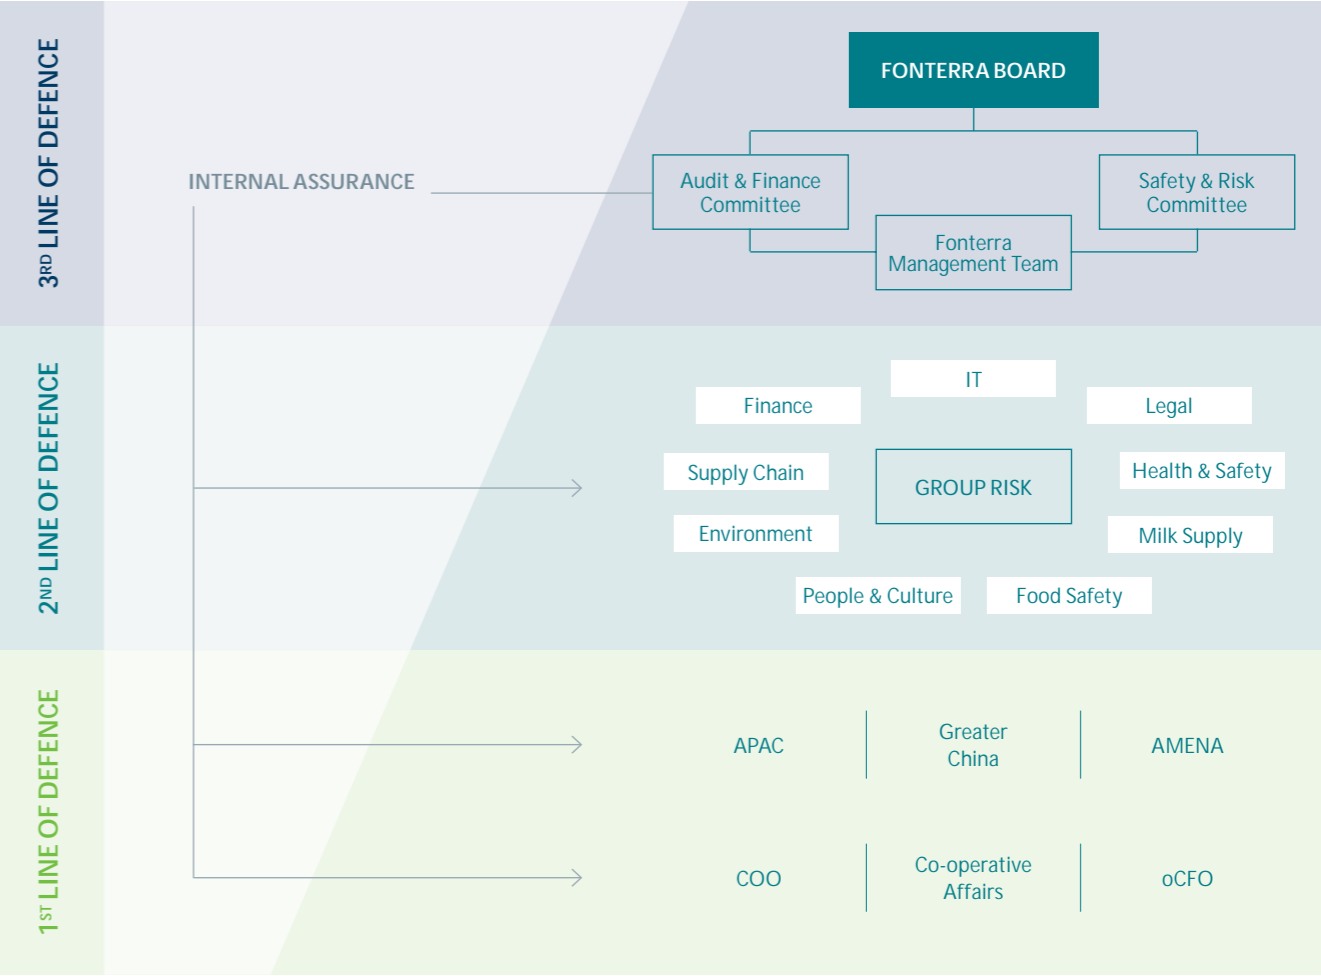 3RD LINE OF DEFENCE
FONTERRA BOARD
INTERNAL ASSURANCE
Audit & Finance
Committee
Safety & Risk
Committee
Fonterra
Management Team
2ND LINE OF DEFENCE
IT
Finance
Legal
Supply Chain
GROUP RISK
Health & Safety
Environment
Milk Supply
People & Culture
Food Safety
1ST LINE OF DEFENCE
APAC
Greater
China
AMENA
COO
Co-operative
Affairs
oCFO